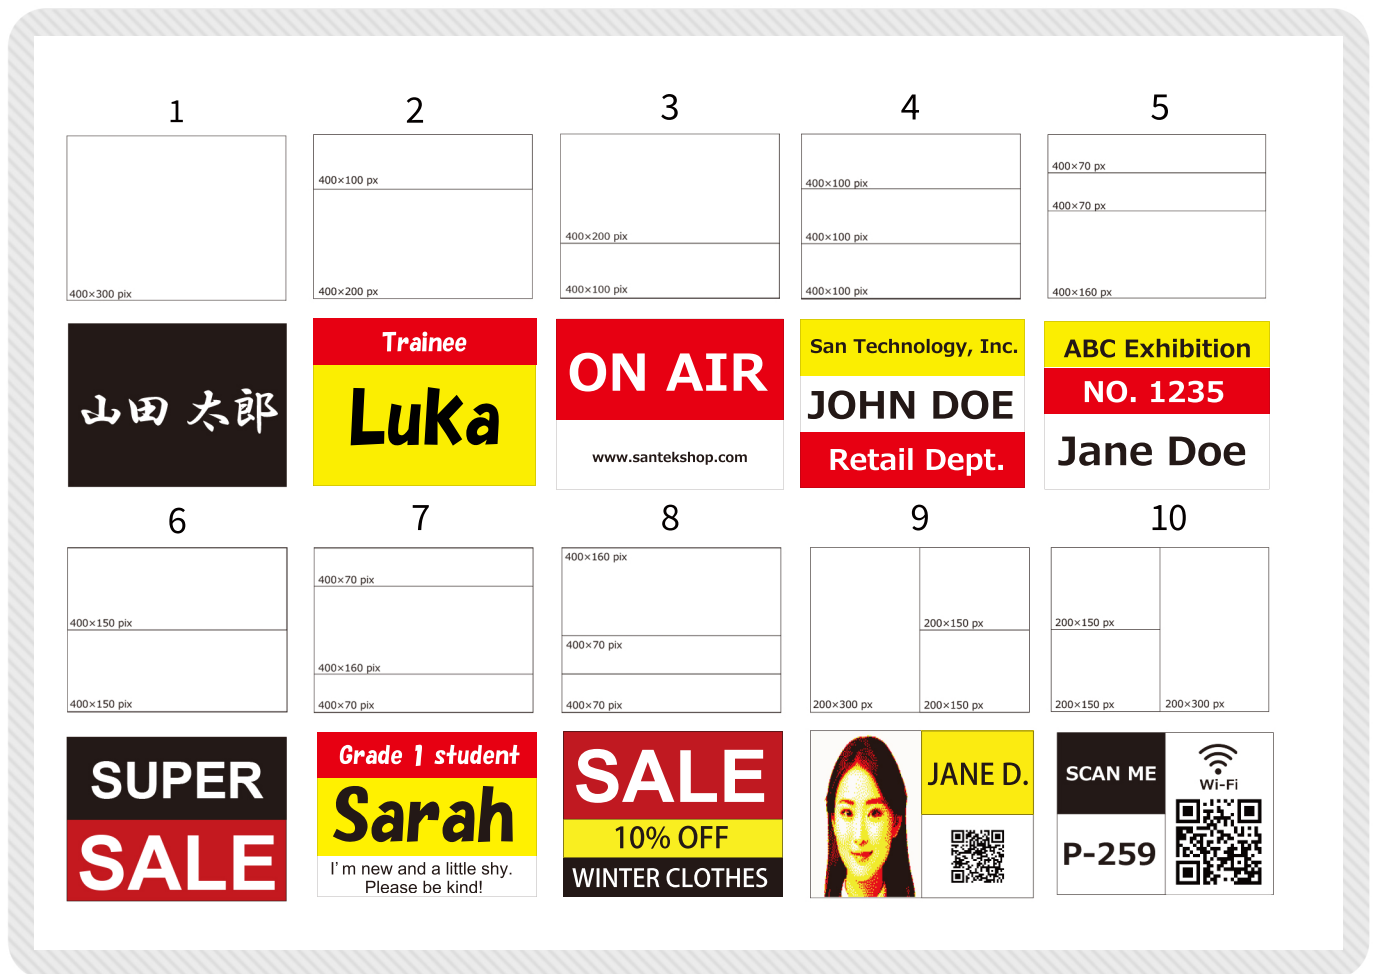 1
2
3
4
5
400×300 pix
400×100 px
400×200 px
400×200 pix
400×100 pix
400×100 px
400×100 px
400×100 px
400×70 px
400×70 px
400×160 px
山田 太郎
Trainee
Luka
ON AIR
www.santekshop.com
San Technology, Inc.
JOHN DOE
Retail Dept.
ABC Exhibition
NO. 1235
Jane Doe
6
7
8
9
10
400×150 pix
400×150 pix
400×70 pix
400×160 pix
400×70 px
400×160 pix
400×70 px
400×70 px
200×300 px
200×150 px
200×150 px
200×150 px
200×150 px
200×300 px
SUPER
SALE
Grade 1 student
Sarah
I'm new and a little shy.
Please be kind!
SALE
10% OFF
WINTER CLOTHES
JANE D.
SCAN ME
P-259
Wi-Fi